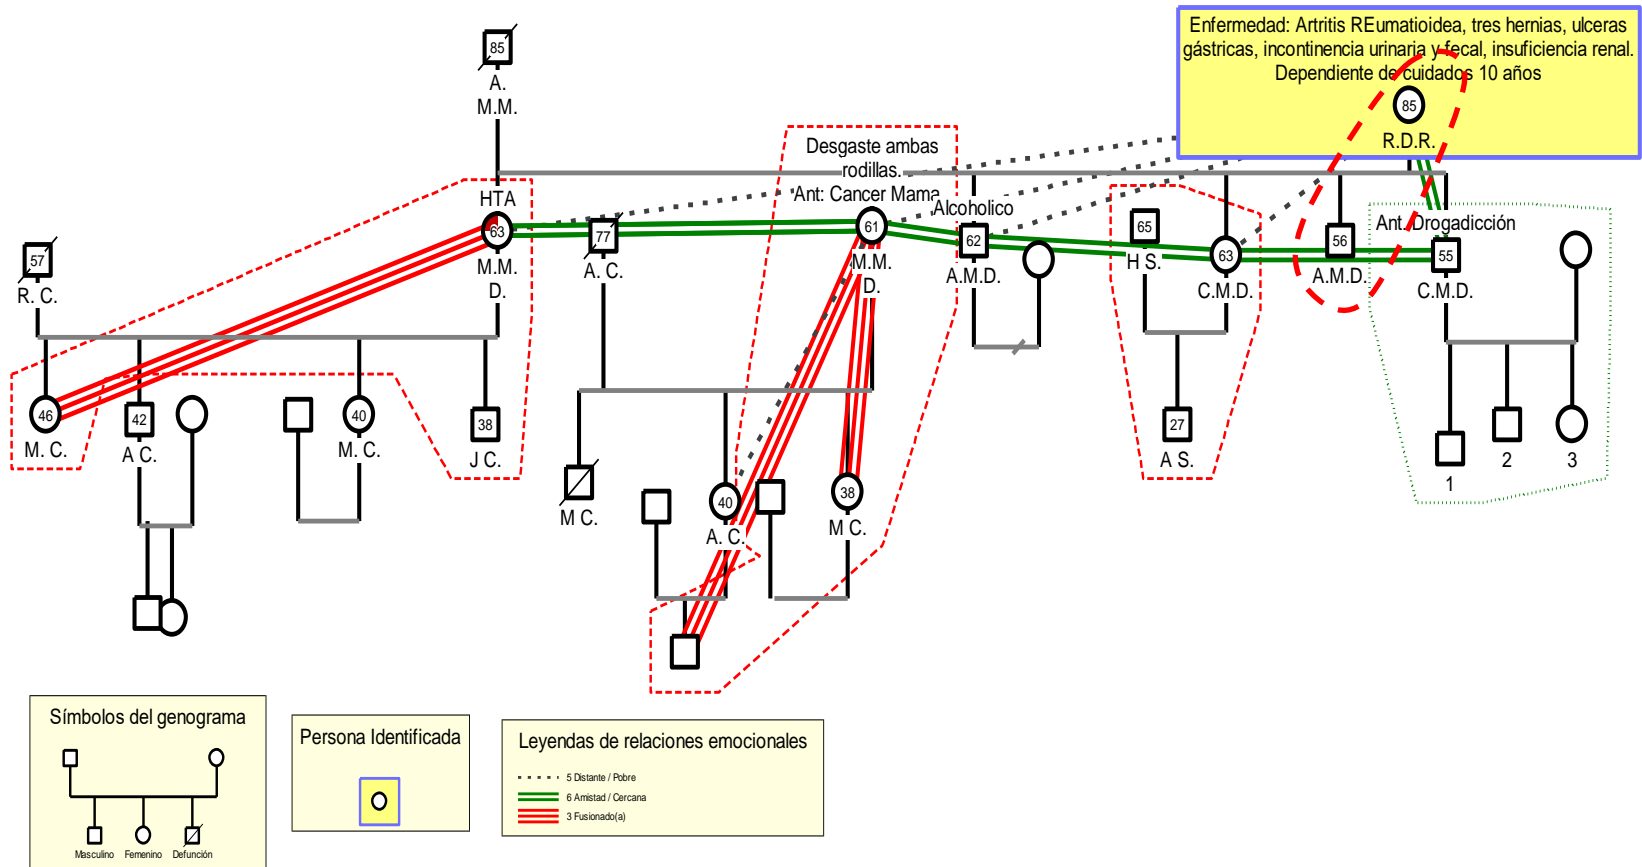 Enfermedad: Artritis REumatioidea, tres hernias, ulceras
gástricas, incontinencia urinaria y fecal, insuficiencia renal.
Dependiente de cuidados 10 años
85
R.D.R.
85
A.
M.M.
Desgaste ambas
rodillas.
Ant: Cancer Mama
HTA
63
M.M.
D.
77
A. C.
61
M.M.
D.
Alcoholico
62
A.M.D.
65
H S.
63
C.M.D.
56
A.M.D.
Ant. Drogadicción
55
C.M.D.
57
R. C.
46
M. C.
42
A C.
40
M. C.
38
J C.
M C.
40
A. C.
38
M C.
27
A S.
1
2
3
Símbolos del genograma
Masculino Femenino Defunción
Persona Identificada
Leyendas de relaciones emocionales
5 Distante / Pobre
6 Amistad / Cercana
3 Fusionado(a)